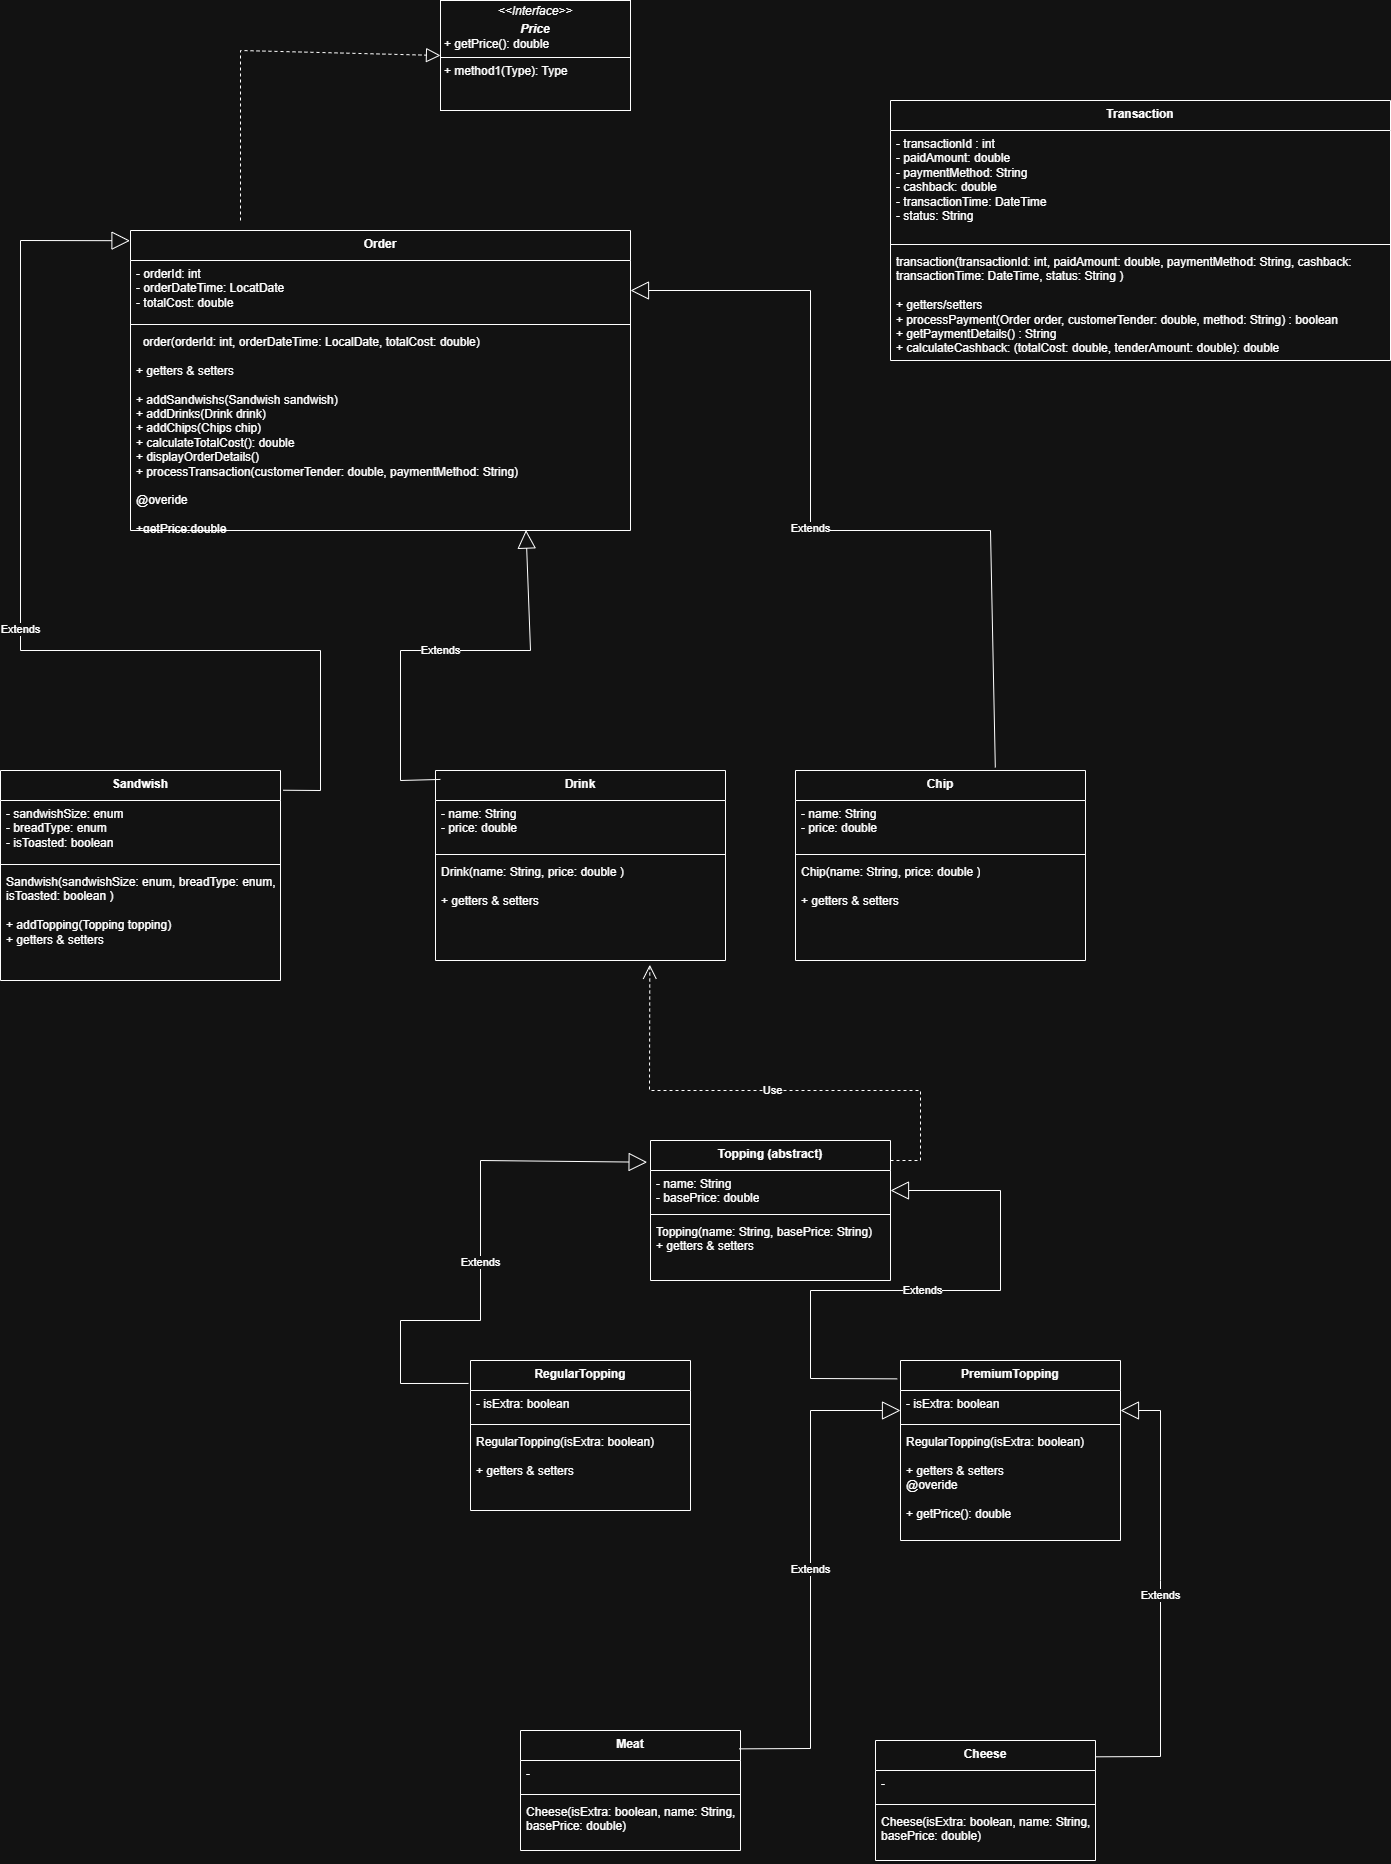 <<Interface>>
Price
+ getPrice(): double
+ method1(Type): Type
Transaction
- transactionId : int
- paidAmount: double
- paymentMethod: String
- cashback: double
- transactionTime: DateTime
- status: String
transaction(transactionId: int, paidAmount: double, paymentMethod: String, cashback:
transactionTime: DateTime, status: String )
+ getters/setters
+ processPayment(Order order, customerTender: double, method: String) : boolean
+ getPaymentDetails() : String
+ calculateCashback: (totalCost: double, tenderAmount: double): double
Order
- orderId: int
- orderDateTime: LocatDate
- totalCost: double
order(orderId: int, orderDateTime: LocalDate, totalCost: double)
+ getters & setters
+ addSandwishs(Sandwish sandwish)
+ addDrinks(Drink drink)
+ addChips(Chips chip)
+ calculateTotalCost(): double
+ displayOrderDetails()
+ processTransaction(customerTender: double, paymentMethod: String)
@overide
+getPrice:double
Extends
Extends
Extends
Sandwish
- sandwishSize: enum
- breadType: enum
- isToasted: boolean
Sandwish(sandwishSize: enum, breadType: enum,
isToasted: boolean )
+ addTopping(Topping topping)
+ getters & setters
Drink
- name: String
- price: double
Drink(name: String, price: double )
+ getters & setters
Chip
- name: String
- price: double
Chip(name: String, price: double )
+ getters & setters
Use
Topping (abstract)
- name: String
- basePrice: double
Topping(name: String, basePrice: String)
+ getters & setters
Extends
Extends
RegularTopping
- isExtra: boolean
RegularTopping(isExtra: boolean)
+ getters & setters
PremiumTopping
- isExtra: boolean
RegularTopping(isExtra: boolean)
+ getters & setters
@overide
+ getPrice(): double
Extends
Extends
Meat
-
Cheese(isExtra: boolean, name: String,
basePrice: double)
Cheese
-
Cheese(isExtra: boolean, name: String,
basePrice: double)